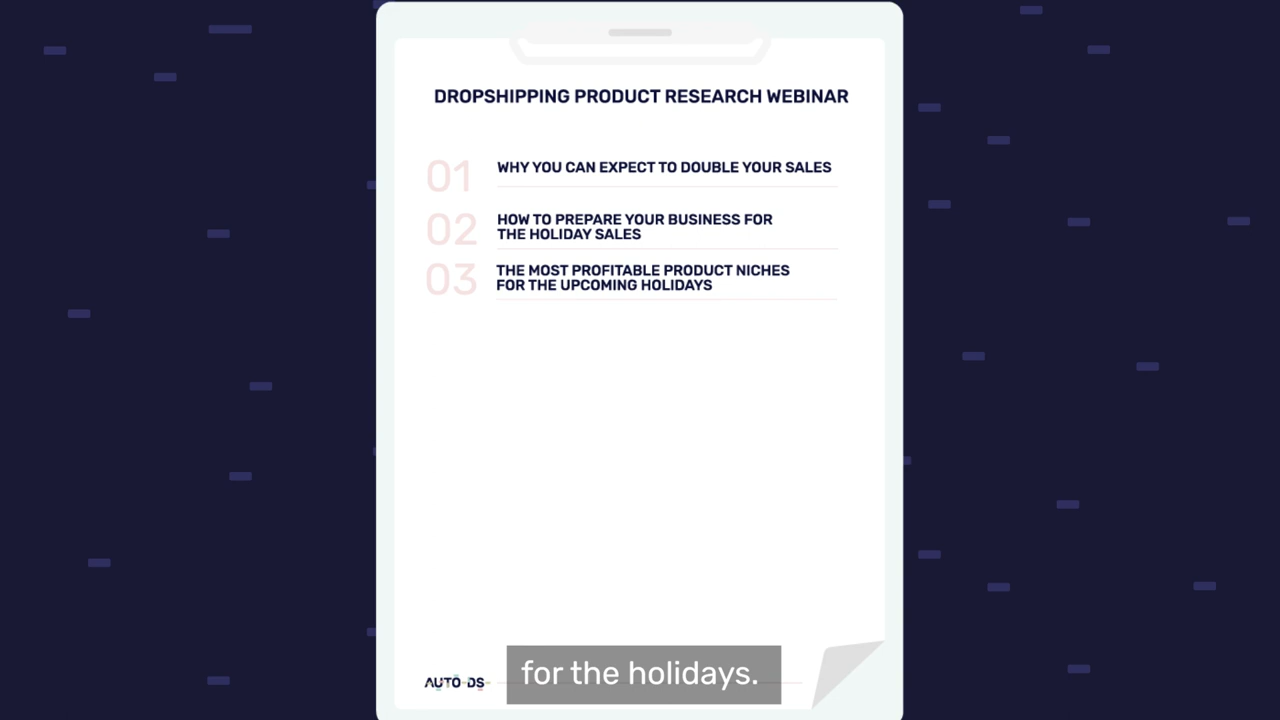 DROPSHIPPING PRODUCT RESEARCH WEBINAR
01 WHY YOU CAN EXPECT TO DOUBLE YOUR SALES
02 HOW TO PREPARE YOUR BUSINESS FOR
THE HOLIDAY SALES
03 THE MOST PROFITABLE PRODUCT NICHES
FOR THE UPCOMING HOLIDAYS
for the holidays.
AUTO DS